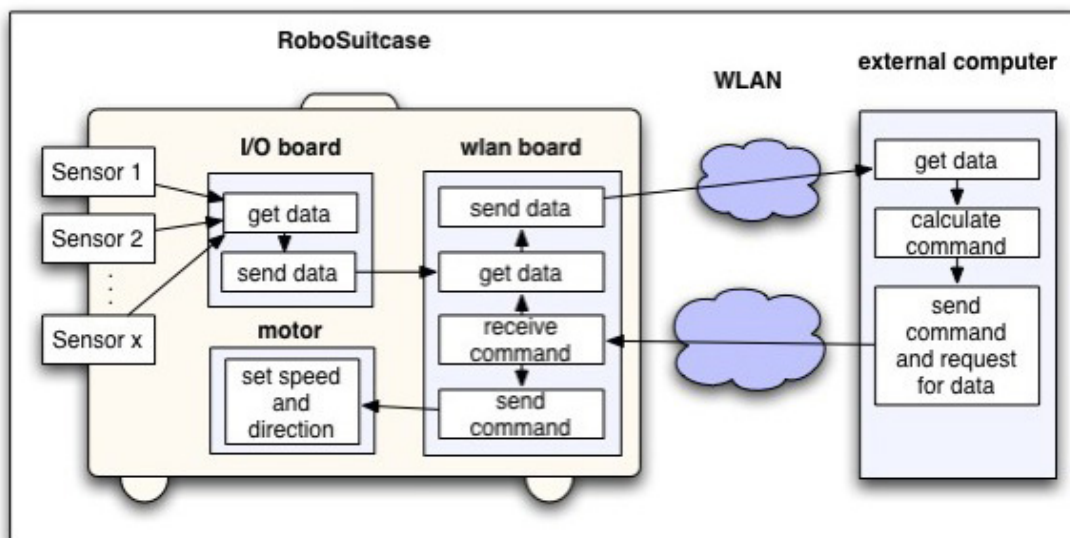 RoboSuitcase
WLAN
external computer
I/O board
wlan board
Sensor 1
Sensor 2
Sensor x
get data
send data
motor
set speed
and
direction
send data
get data
receive
command
send
command
get data
calculate
command
send
command
and request
for data